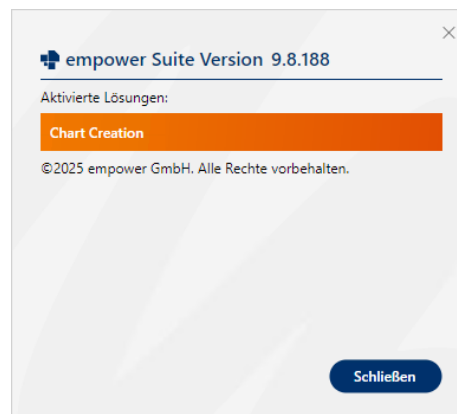 empower Suite Version 9.8.188
Aktivierte Lösungen:
Chart Creation
©2025 empower GmbH. Alle Rechte vorbehalten.
Schließen